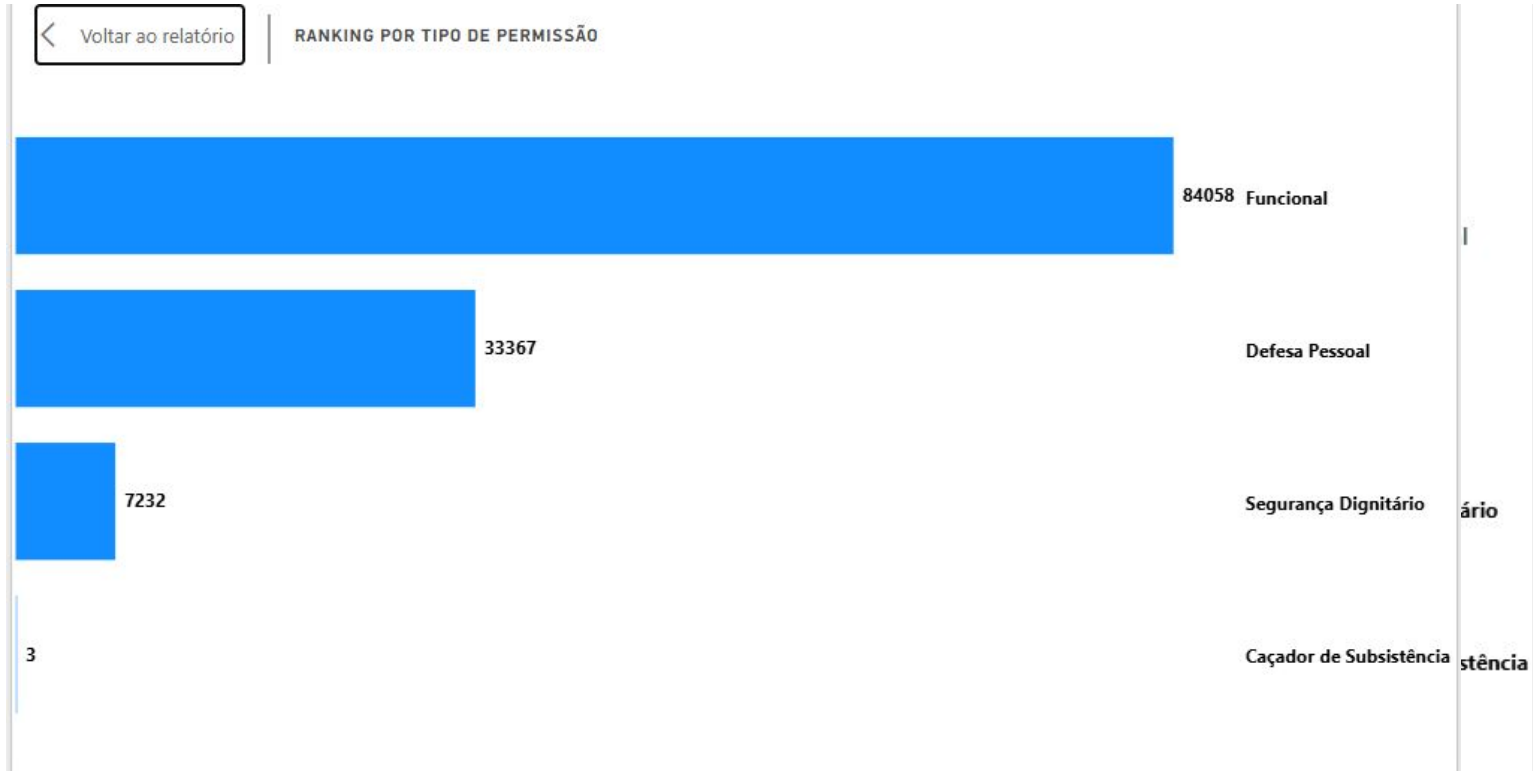 Voltar ao relatório
RANKING POR TIPO DE PERMISSÃO
84058 Funcional
l
33367 Defesa Pessoal
7232 Segurança Dignitário
ário
3 Caçador de Subsistência
stência